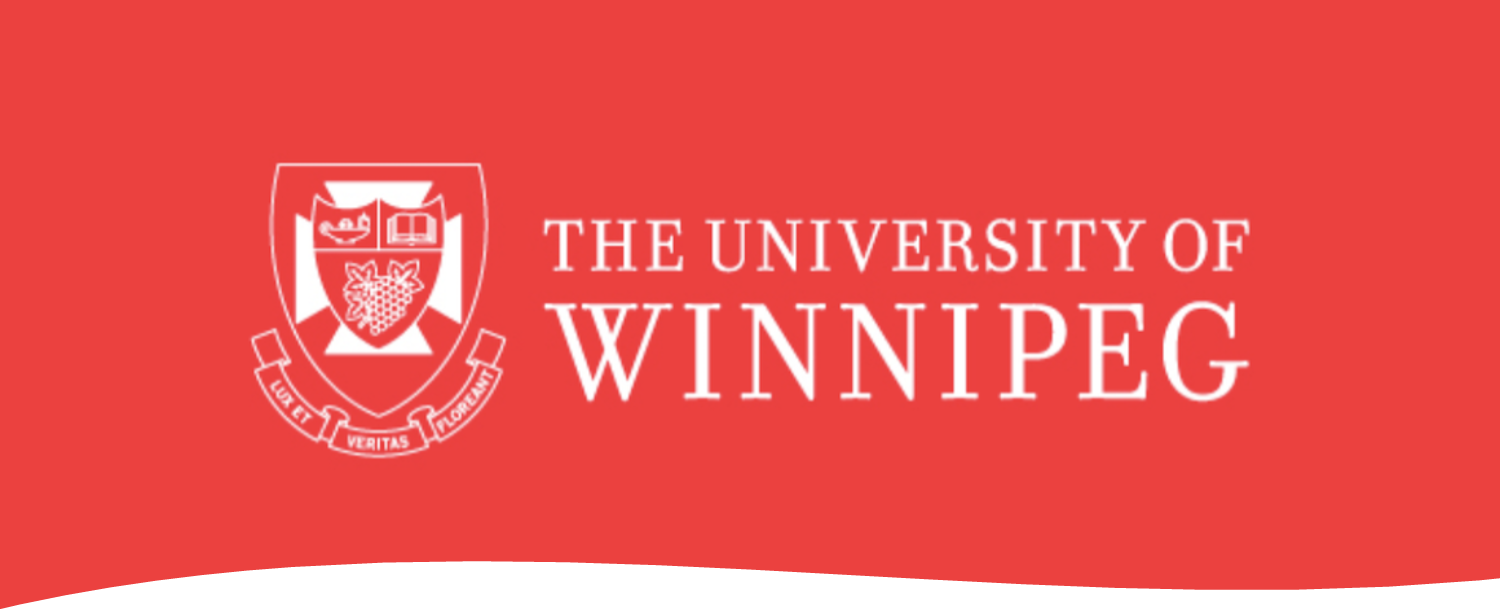 THE UNIVERSITY OF
WINNIPEG
LUX ET VERITAS FLOREANT